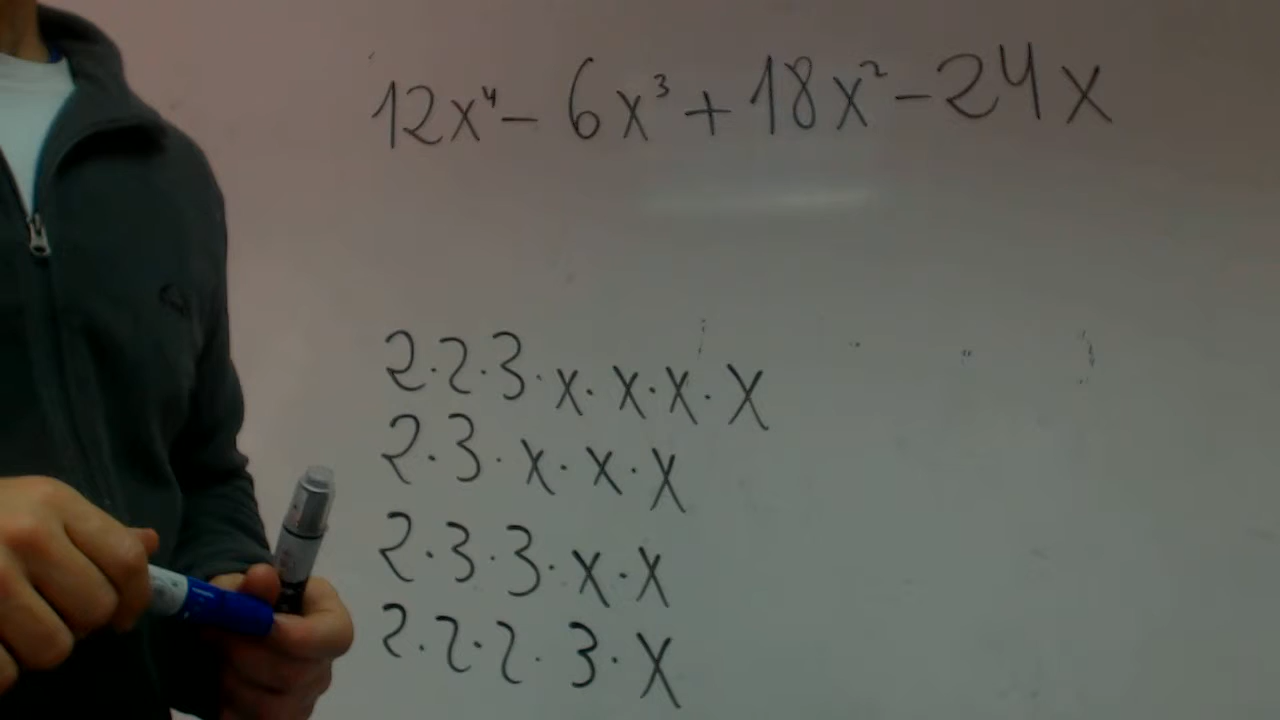 12x⁴ - 6x³ + 18x² - 24x
2·2·3·x·x·x·x
2·3·x·x·x
2·3·3·x·x
2·2·2·3·x